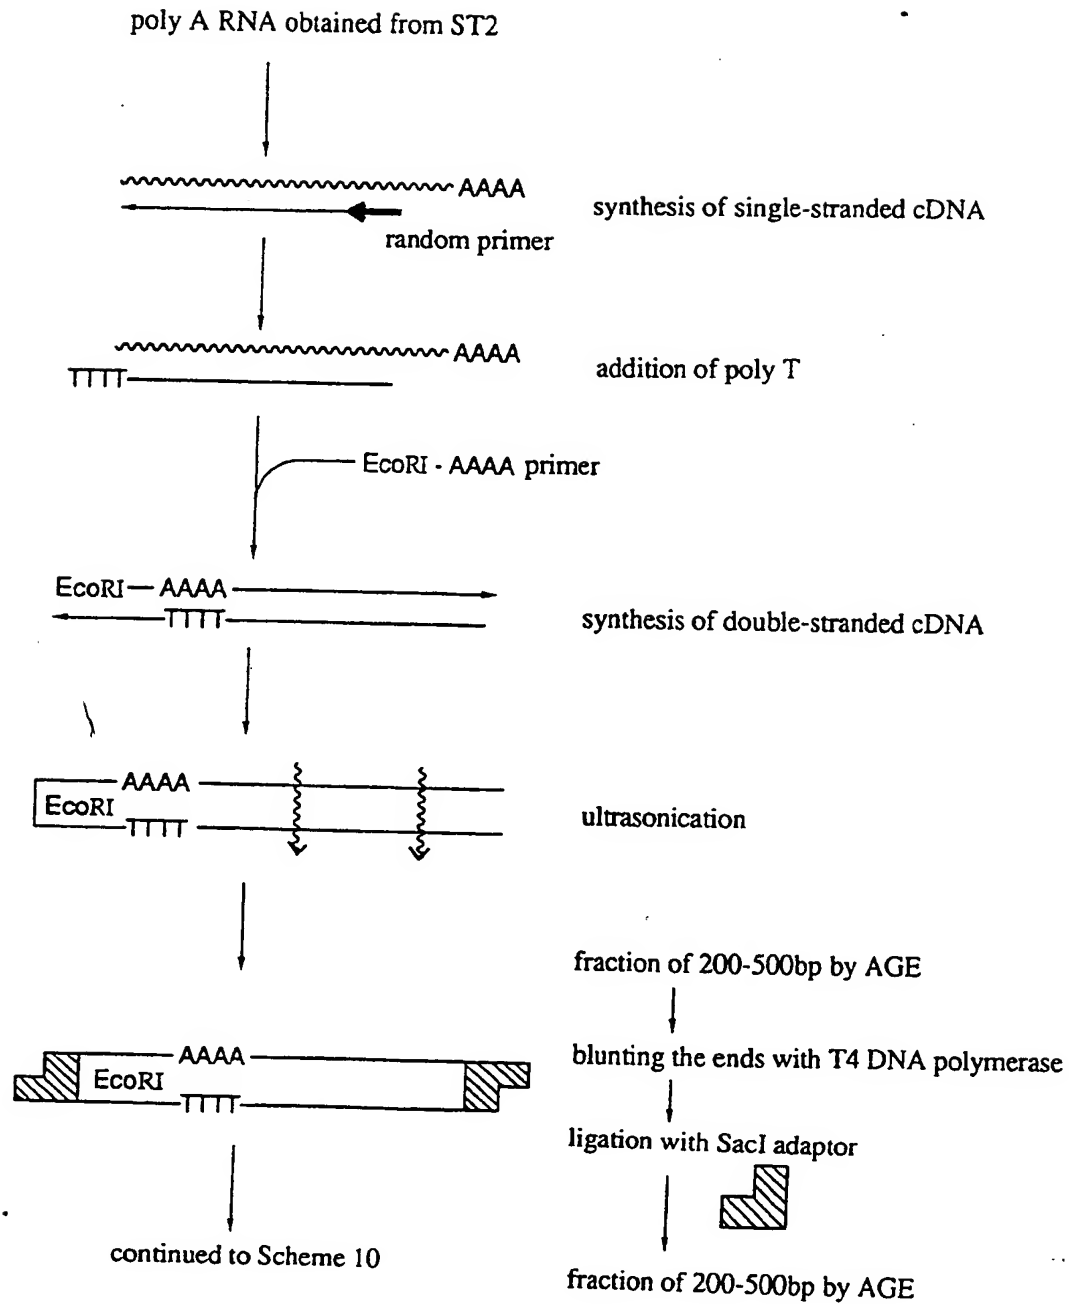 poly A RNA obtained from ST2
AAAA
synthesis of single-stranded cDNA
random primer
AAAA
TTTT
addition of poly T
EcoRI - AAAA primer
EcoRI— AAAA
TTTT
synthesis of double-stranded cDNA
AAAA
EcoRI
TTTT
ultrasonication
fraction of 200-500bp by AGE
AAAA
blunting the ends with T4 DNA polymerase
EcoRI
TTTT
ligation with SacI adaptor
continued to Scheme 10
fraction of 200-500bp by AGE